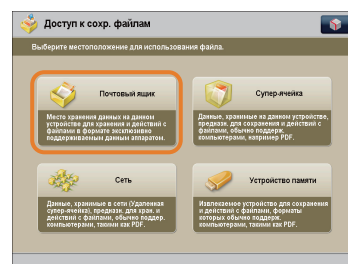 Доступ к сохр. файлам
Выберите местоположение для использования файла.
Почтовый ящик
Место хранения данных на данном
устройстве для хранения и действий с
файлами в формате эксклюзивно
поддерживаемым данным аппаратом.
Супер-ячейка
Данные, хранимые на данном устройстве,
предназн. для сохранения и действий с
файлами, обычно поддерж.
компьютерами, например PDF.
Сеть
Данные, хранимые в сети (Удаленная
супер-ячейка), предназн. для хран. и
действий с файлами, обычно поддер.
компьютерами, такими как PDF.
Устройство памяти
Извлекаемое устройство для сохранения
и действий с файлами, форматы
которых обычно поддерж.
компьютерами, такими как PDF.